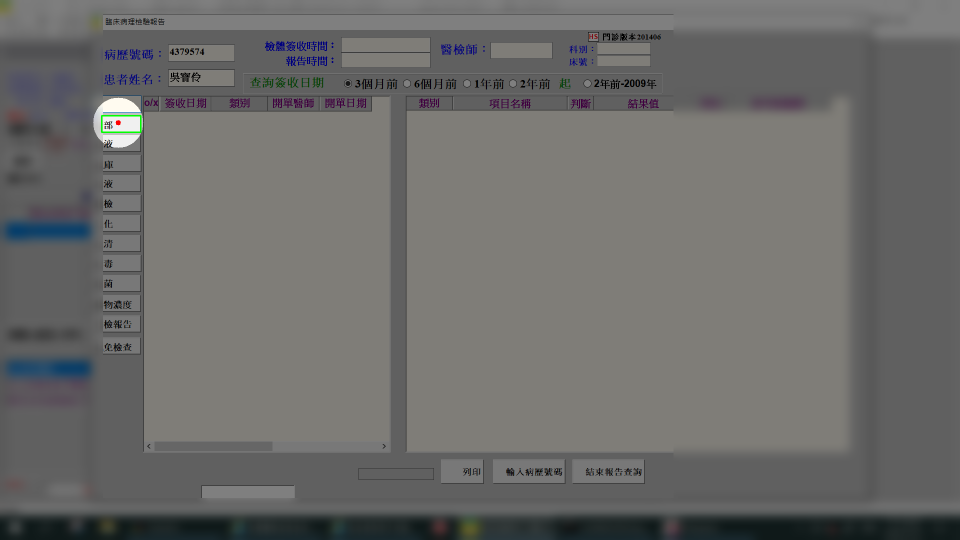 臨床病理檢驗報告
HS 門診版本201406
病歷號碼： 4379574 檢體簽收時間： 醫檢師： 科別：
報告時間： 床號：
患者姓名： 吳寶伶
查詢簽收日期 3個月前 6個月前 1年前 2年前 起 2年前-2009年
o/x 簽收日期 類別 開單醫師 開單日期 類別 項目名稱 判斷 結果值
部
液
庫
液
檢
化
清
毒
菌
物濃度
檢報告
免檢查
列印 輸入病歷號碼 結束報告查詢